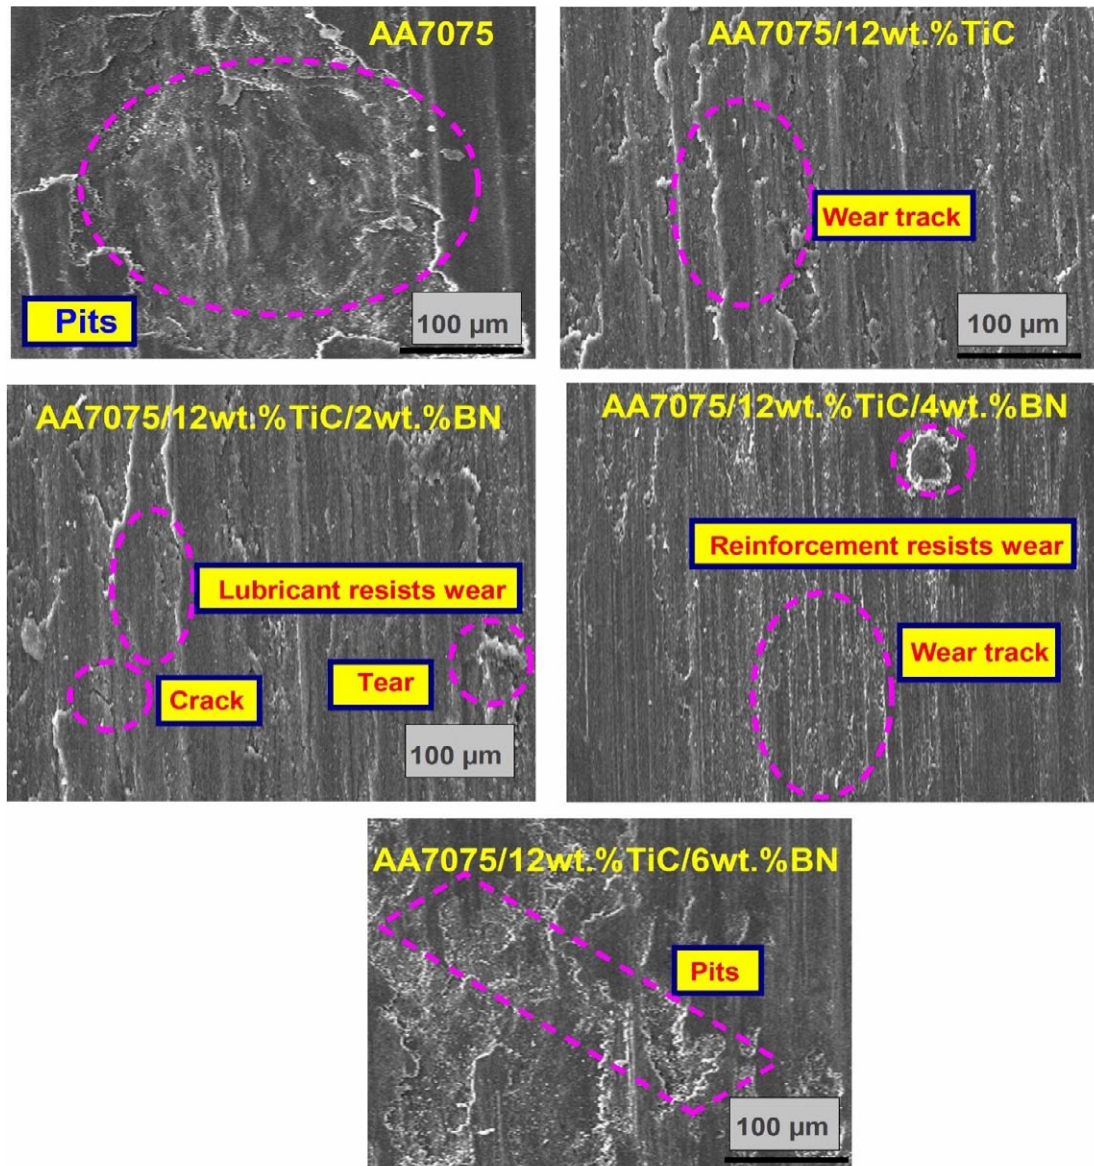 AA7075
Pits
100 µm
AA7075/12wt.%TiC
Wear track
100 µm
AA7075/12wt.%TiC/2wt.%BN
Lubricant resists wear
Crack
Tear
100 µm
AA7075/12wt.%TiC/4wt.%BN
Reinforcement resists wear
Wear track
AA7075/12wt.%TiC/6wt.%BN
Pits
100 µm